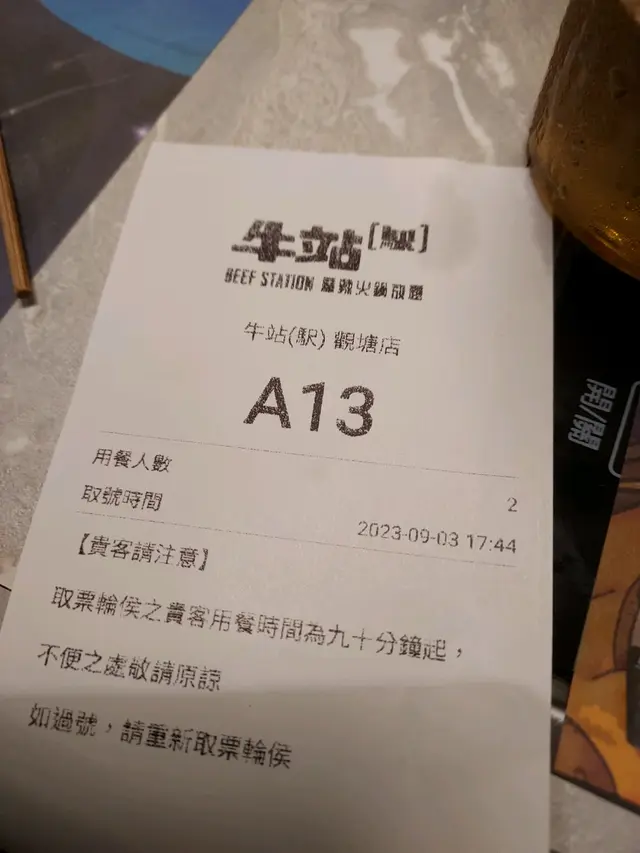 牛站[駅]
BEEF STATION 麻辣火鍋放題
牛站(駅) 觀塘店
A13
用餐人數 2
取號時間 2023-09-03 17:44
【貴客請注意】
取票輪侯之貴客用餐時間為九十分鐘起，
不便之處敬請原諒
如過號，請重新取票輪侯
開/關